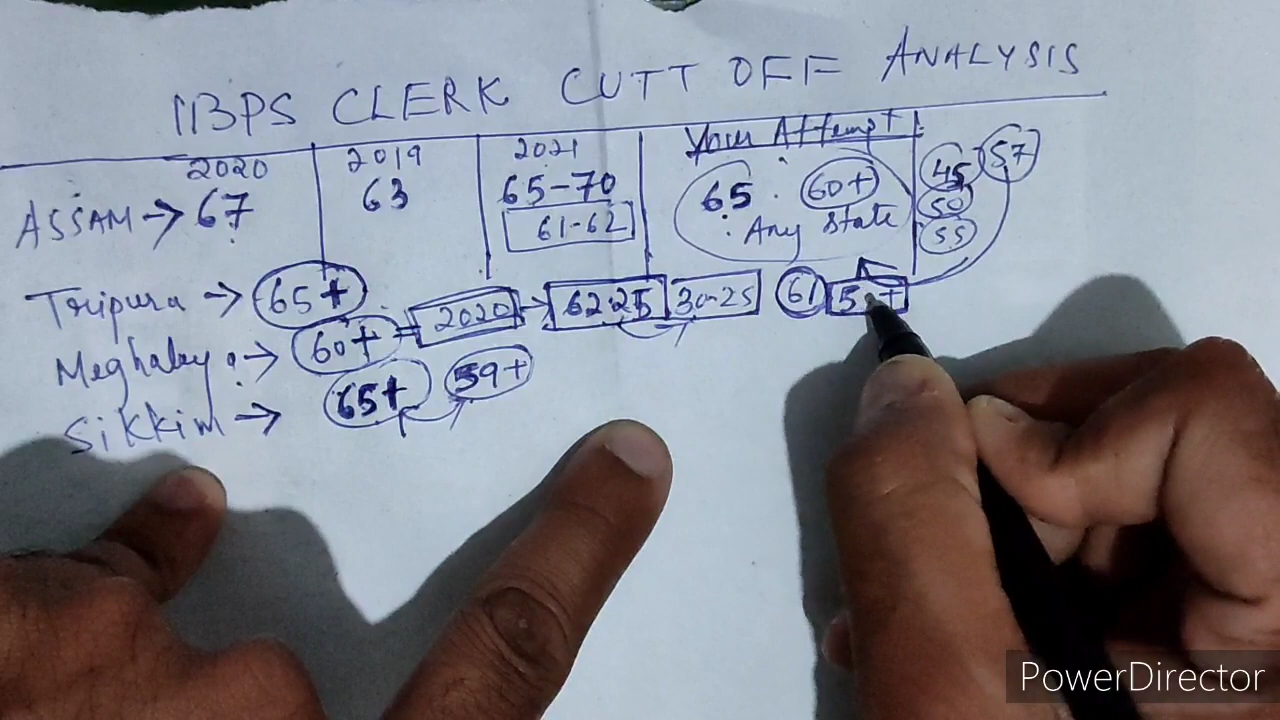 IBPS CLERK CUTT OFF ANALYSIS
2020 2019 2021 Your Attempt
ASSAM → 67 63 65-70 65 60+ 45 57
61-62 Any State 50
55
Tripura → 65+
Meghaley → 60+ = 2020 → 62.25 30-25 61
Sikkim → 65+ 59+
PowerDirector